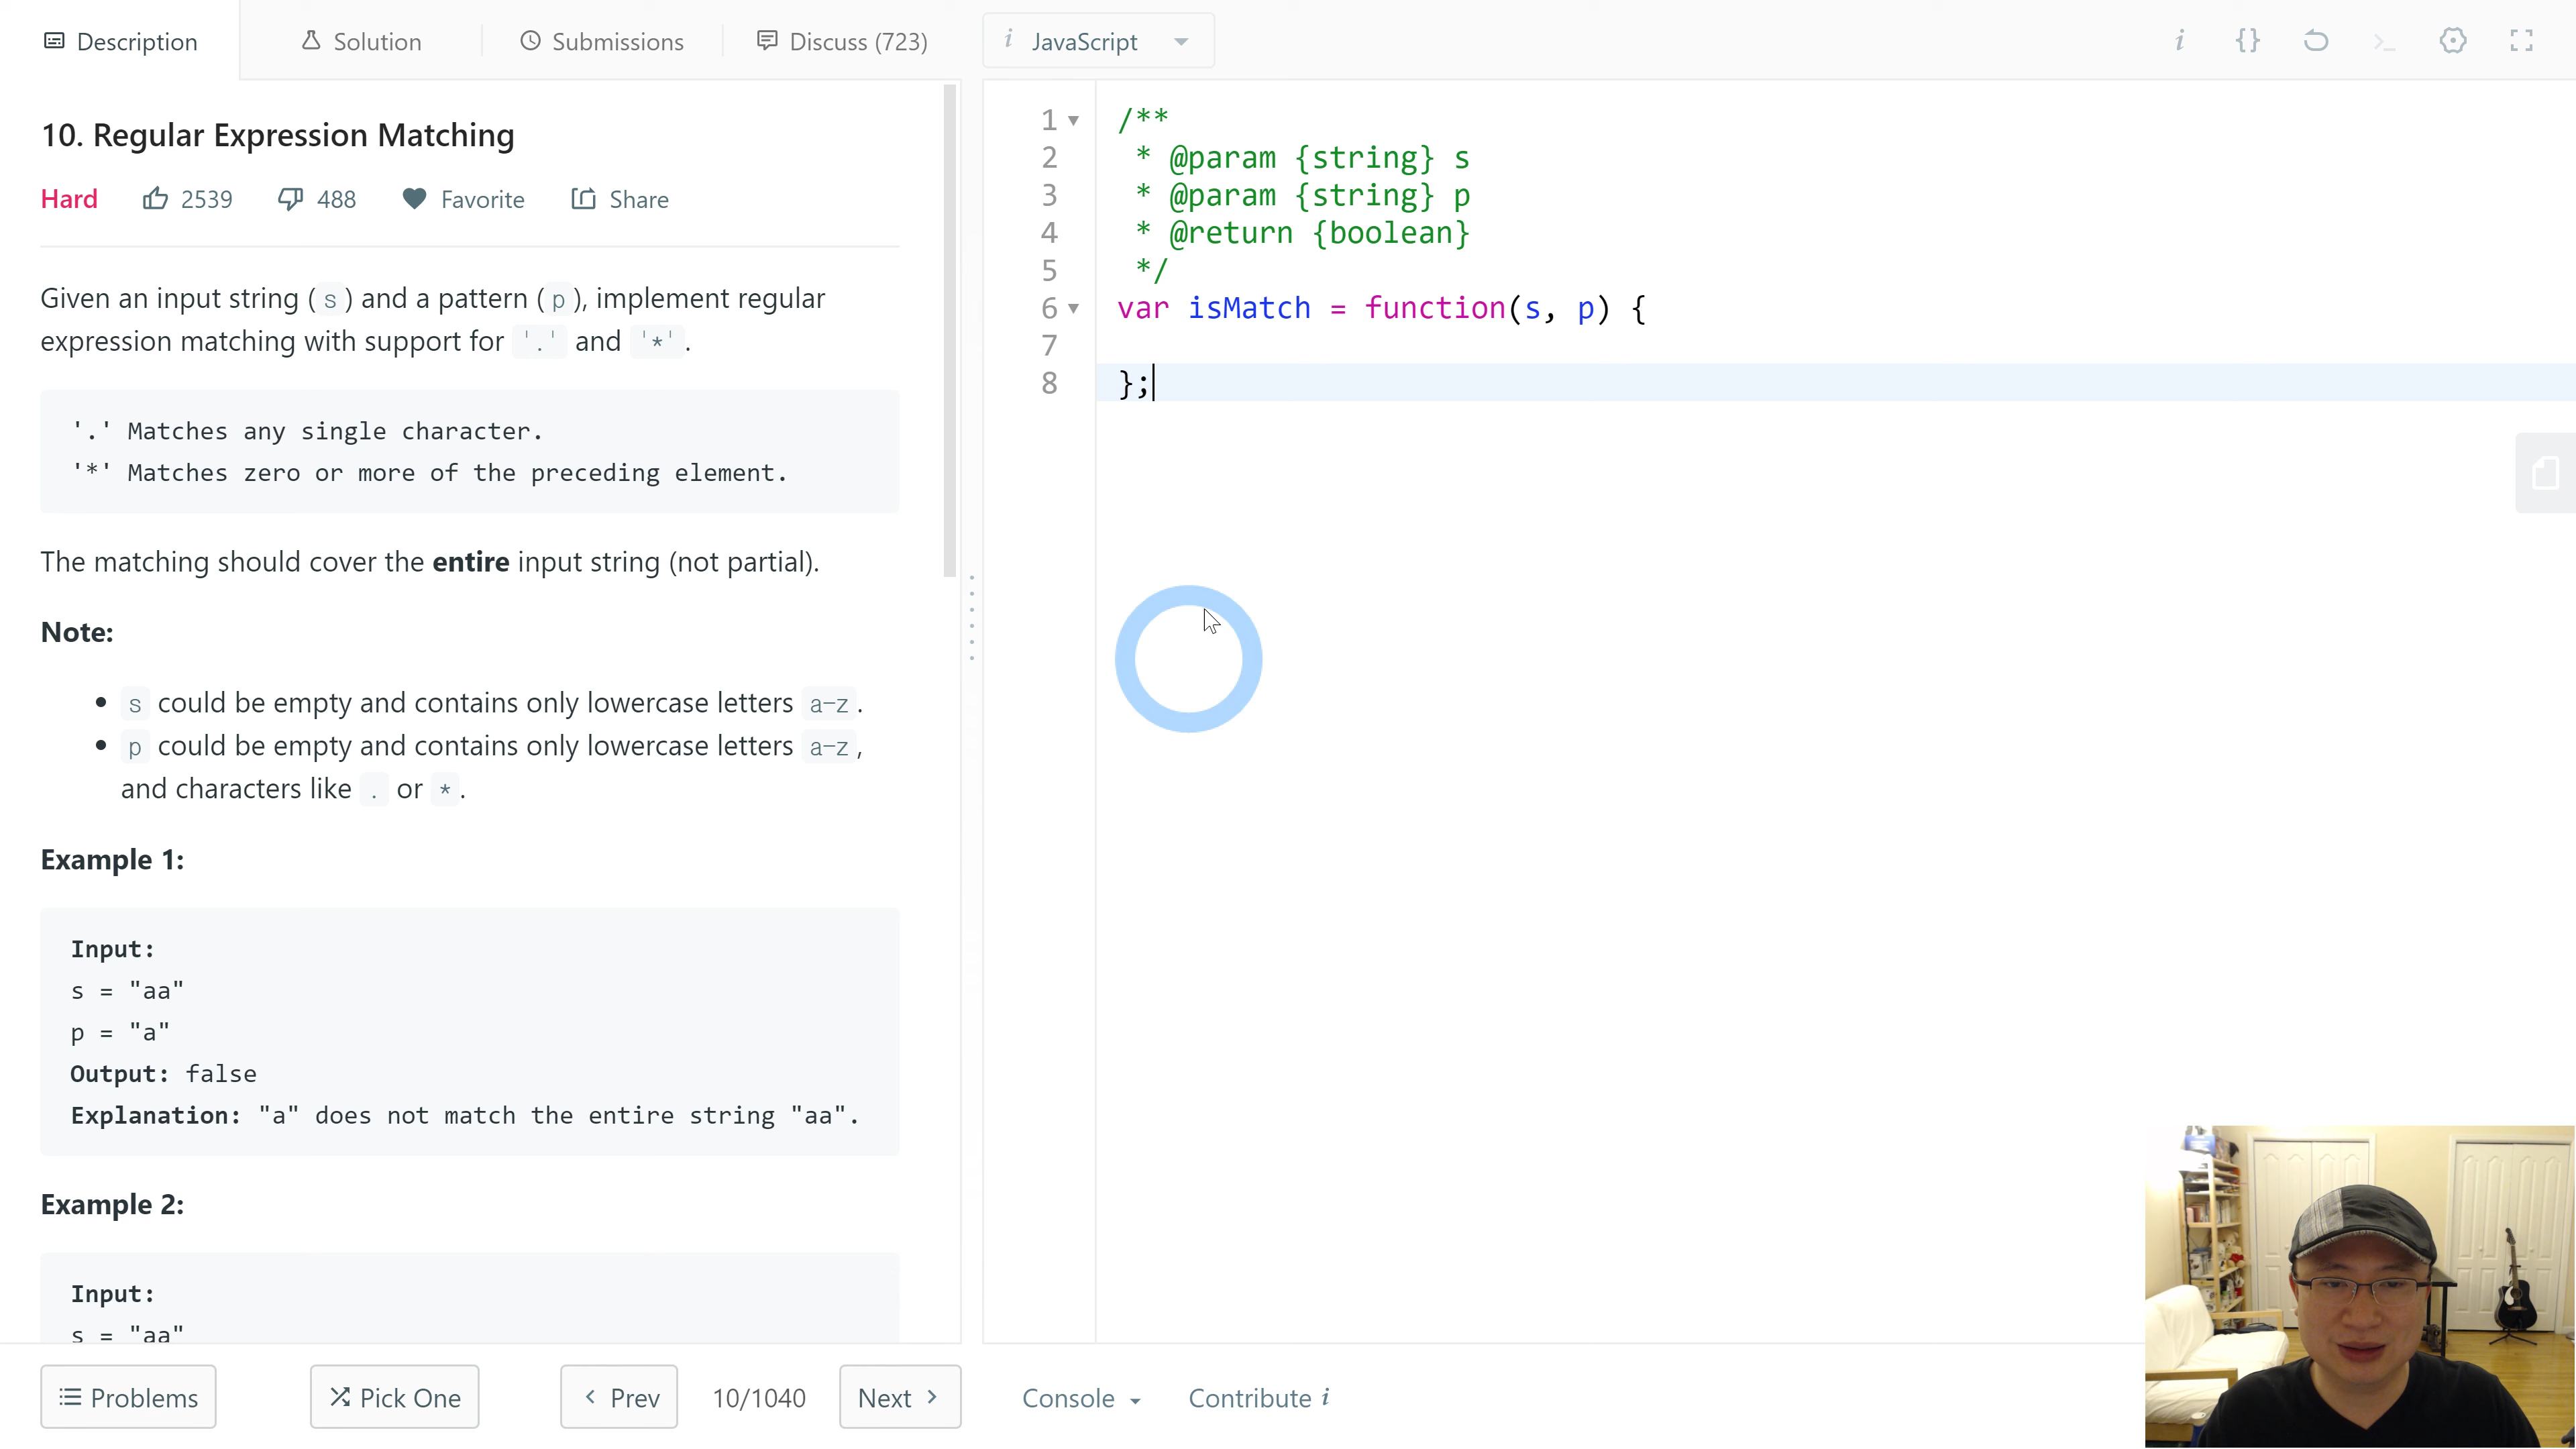 Description Solution Submissions Discuss (723) i JavaScript
10. Regular Expression Matching
Hard 2539 488 Favorite Share
Given an input string (s) and a pattern (p), implement regular
expression matching with support for '.' and '*'.
'.' Matches any single character.
'*' Matches zero or more of the preceding element.
The matching should cover the entire input string (not partial).
Note:
• s could be empty and contains only lowercase letters a-z.
• p could be empty and contains only lowercase letters a-z,
and characters like . or *.
Example 1:
Input:
s = "aa"
p = "a"
Output: false
Explanation: "a" does not match the entire string "aa".
Example 2:
Input:
s = "aa"
Problems Pick One Prev 10/1040 Next
1 /**
2 * @param {string} s
3 * @param {string} p
4 * @return {boolean}
5 */
6 var isMatch = function(s, p) {
7
8 };
Console Contribute i
i {} >_